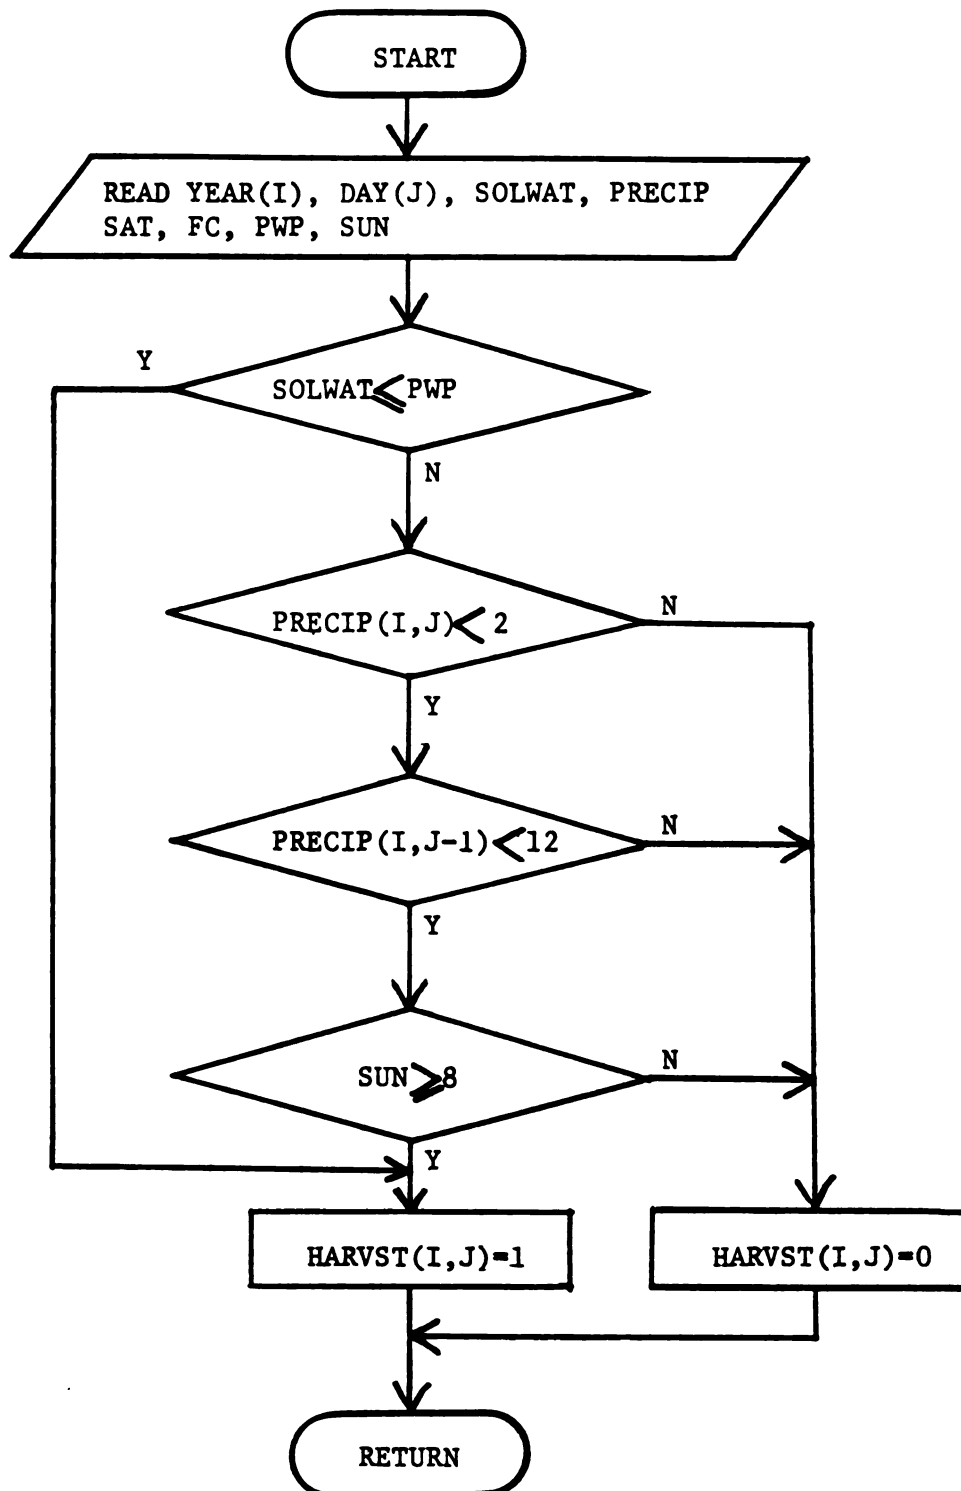 START
READ YEAR(I), DAY(J), SOLWAT, PRECIP
SAT, FC, PWP, SUN
Y
SOLWAT≤PWP
N
N
PRECIP(I,J)< 2
Y
N
PRECIP(I,J-1)<12
Y
N
SUN≥8
Y
HARVST(I,J)=1
HARVST(I,J)=0
RETURN